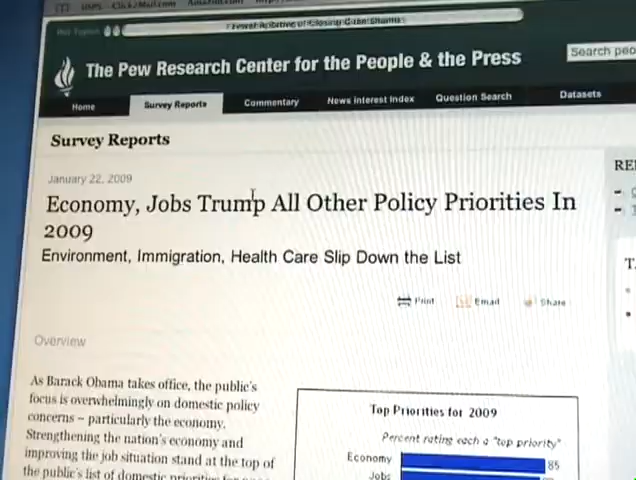 The Pew Research Center for the People & the Press
Search peo
Home Survey Reports Commentary News Interest Index Question Search Datasets
Survey Reports
January 22, 2009
Economy, Jobs Trump All Other Policy Priorities In
2009
Environment, Immigration, Health Care Slip Down the List
Print Email Share
Overview
As Barack Obama takes office, the public's
focus is overwhelmingly on domestic policy
concerns – particularly the economy.
Strengthening the nation's economy and
improving the job situation stand at the top of
the public's list of domestic
Top Priorities for 2009
Percent rating each a "top priority"
Economy 85
Jobs